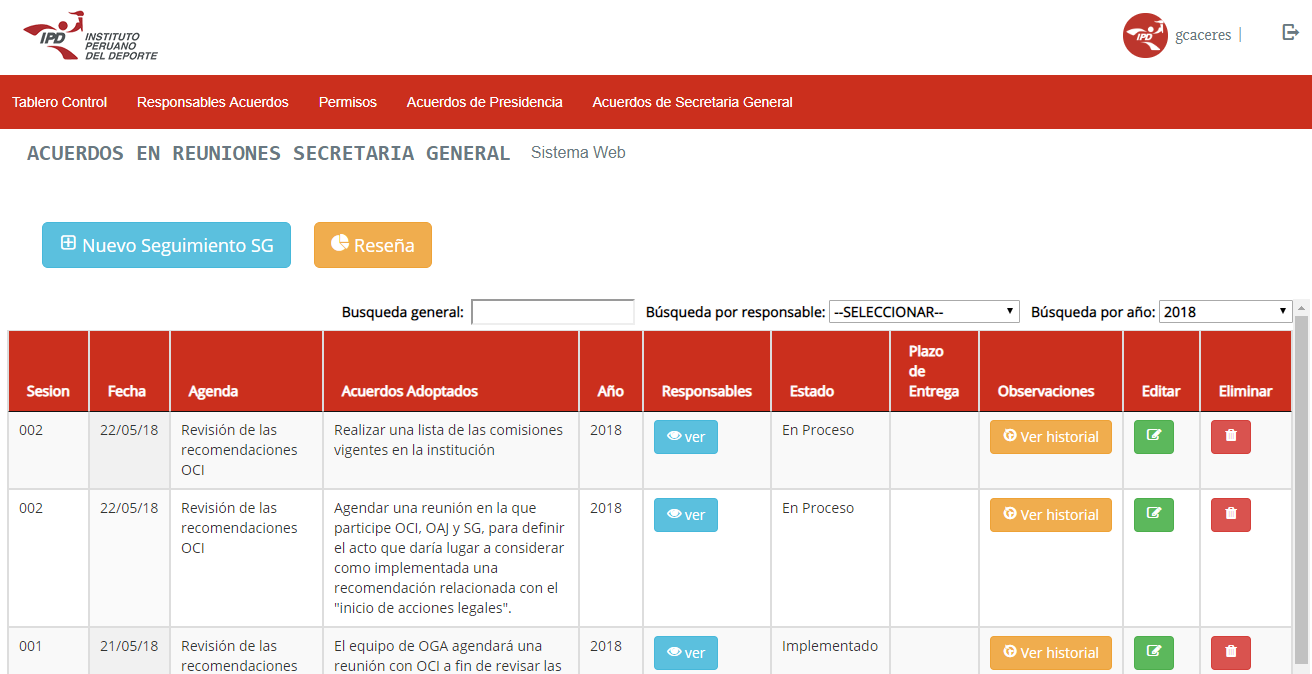 IPD
INSTITUTO
PERUANO
DEL DEPORTE
IPD
gcaceres |
Tablero Control
Responsables Acuerdos
Permisos
Acuerdos de Presidencia
Acuerdos de Secretaria General
ACUERDOS EN REUNIONES SECRETARIA GENERAL
Sistema Web
Nuevo Seguimiento SG
Reseña
Busqueda general:
Búsqueda por responsable:
--SELECCIONAR--
Búsqueda por año:
2018
Sesion
Fecha
Agenda
Acuerdos Adoptados
Año
Responsables
Estado
Plazo
de
Entrega
Observaciones
Editar
Eliminar
002
22/05/18
Revisión de las
recomendaciones
OCI
Realizar una lista de las comisiones
vigentes en la institución
2018
ver
En Proceso
Ver historial
002
22/05/18
Revisión de las
recomendaciones
OCI
Agendar una reunión en la que
participe OCI, OAJ y SG, para definir
el acto que daría lugar a considerar
como implementada una
recomendación relacionada con el
"inicio de acciones legales".
2018
ver
En Proceso
Ver historial
001
21/05/18
Revisión de las
recomendaciones
El equipo de OGA agendará una
reunión con OCI a fin de revisar las
2018
ver
Implementado
Ver historial